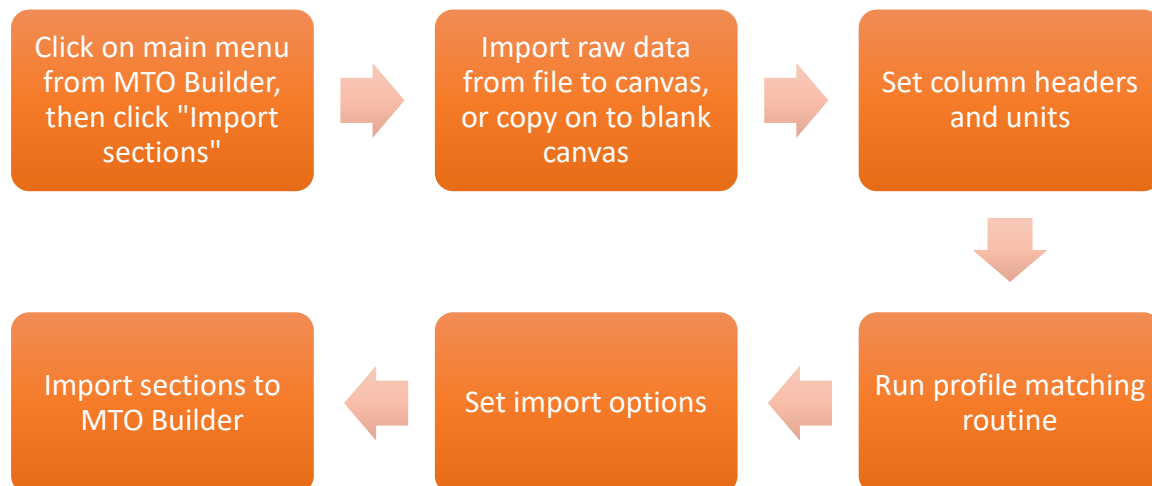 Click on main menu
from MTO Builder,
then click "Import
sections"
Import raw data
from file to canvas,
or copy on to blank
canvas
Set column headers
and units
Run profile matching
routine
Set import options
Import sections to
MTO Builder